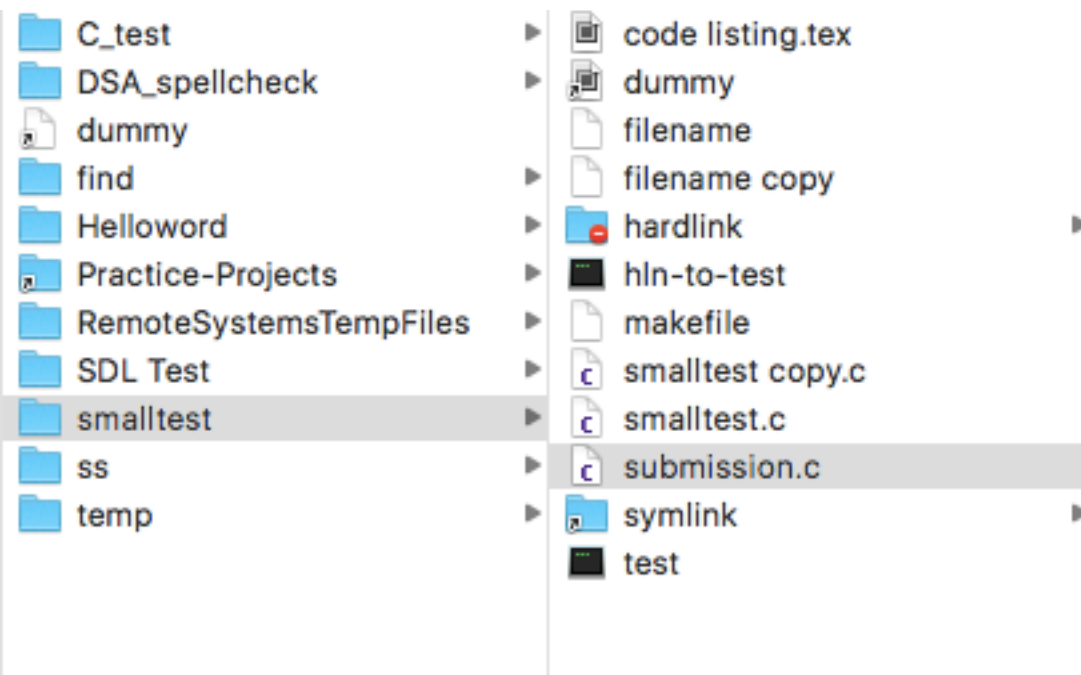 C_test
DSA_spellcheck
dummy
find
Helloword
Practice-Projects
RemoteSystemsTempFiles
SDL Test
smalltest
ss
temp
code listing.tex
dummy
filename
filename copy
hardlink
hln-to-test
makefile
smalltest copy.c
smalltest.c
submission.c
symlink
test